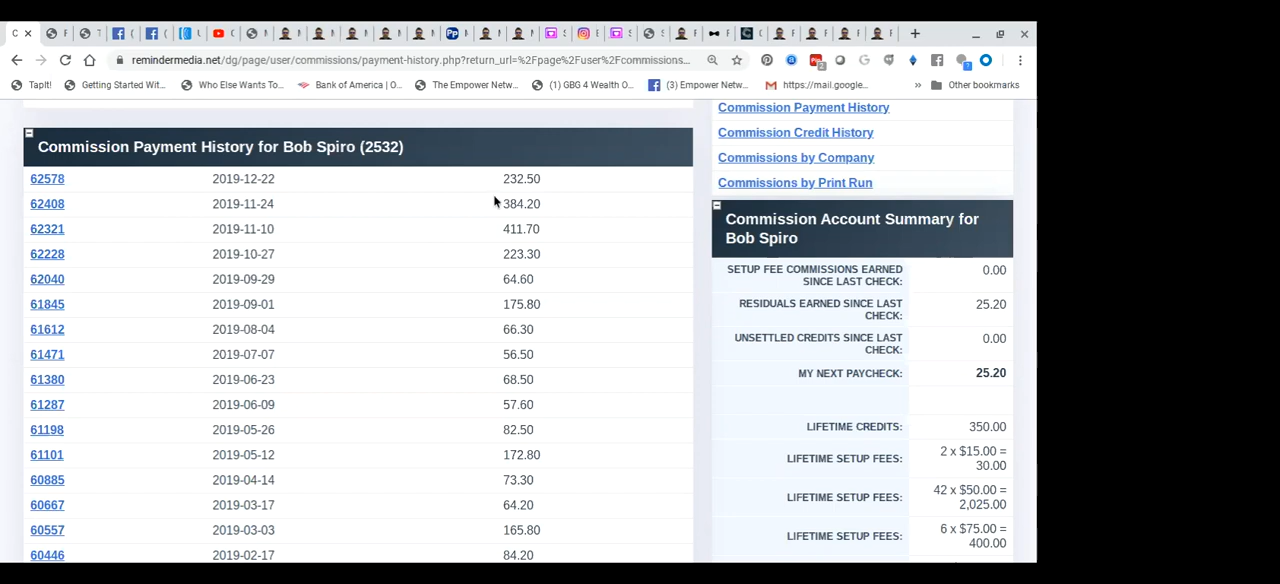 remindermedia.net/dg/page/user/commissions/payment-history.php?return_url=%2Fpage%2Fuser%2Fcommissions...
TapIt! Getting Started Wit... Who Else Wants To... Bank of America | O... The Empower Netw... (1) GBG 4 Wealth O... (3) Empower Netw... https://mail.google... » Other bookmarks
Commission Payment History for Bob Spiro (2532)
62578 2019-12-22 232.50
62408 2019-11-24 384.20
62321 2019-11-10 411.70
62228 2019-10-27 223.30
62040 2019-09-29 64.60
61845 2019-09-01 175.80
61612 2019-08-04 66.30
61471 2019-07-07 56.50
61380 2019-06-23 68.50
61287 2019-06-09 57.60
61198 2019-05-26 82.50
61101 2019-05-12 172.80
60885 2019-04-14 73.30
60667 2019-03-17 64.20
60557 2019-03-03 165.80
60446 2019-02-17 84.20
Commission Payment History
Commission Credit History
Commissions by Company
Commissions by Print Run
Commission Account Summary for
Bob Spiro
SETUP FEE COMMISSIONS EARNED 0.00
SINCE LAST CHECK:
RESIDUALS EARNED SINCE LAST 25.20
CHECK:
UNSETTLED CREDITS SINCE LAST 0.00
CHECK:
MY NEXT PAYCHECK: 25.20
LIFETIME CREDITS: 350.00
LIFETIME SETUP FEES: 2 x $15.00 =
30.00
LIFETIME SETUP FEES: 42 x $50.00 =
2,025.00
LIFETIME SETUP FEES: 6 x $75.00 =
400.00